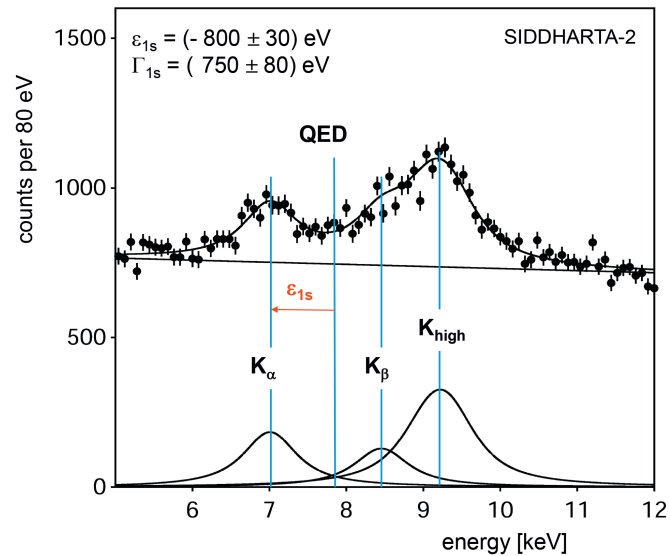 1500
ε1s = (- 800 ± 30) eV
Γ1s = ( 750 ± 80) eV
SIDDHARTA-2
QED
counts per 80 eV
1000
ε1s
Khigh
Kα
Kβ
500
0
6 7 8 9 10 11 12
energy [keV]